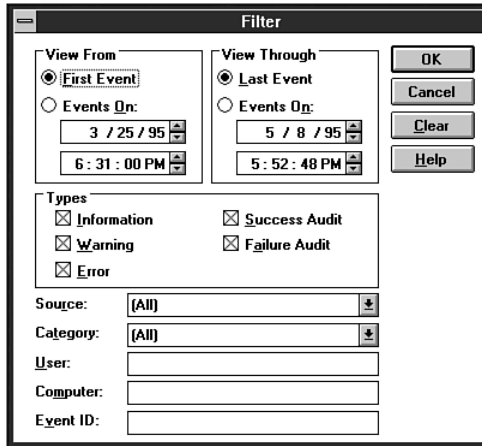 Filter
View From
First Event
Events On:
3 / 25 / 95
6 : 31 : 00 PM
View Through
Last Event
Events On:
5 / 8 / 95
5 : 52 : 48 PM
OK
Cancel
Clear
Help
Types
Information
Success Audit
Warning
Failure Audit
Error
Source: (All)
Category: (All)
User:
Computer:
Event ID: